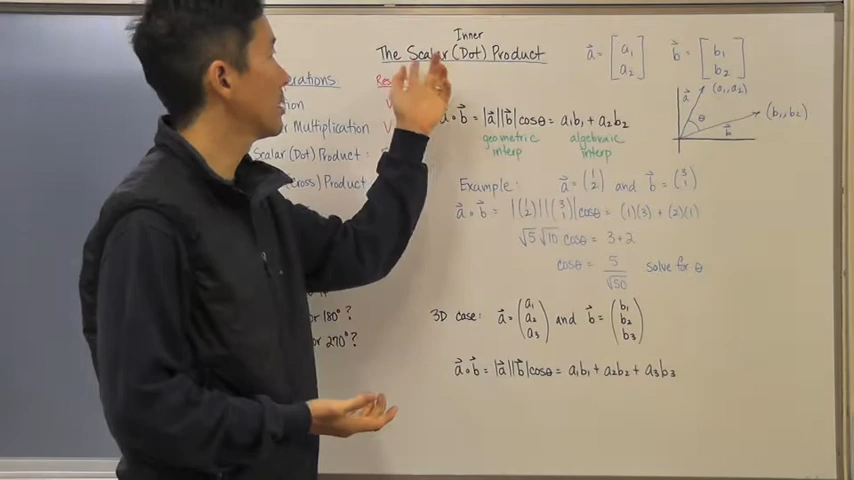 Inner
The Scalar (Dot) Product
a⃗ = [a₁ a₂] b⃗ = [b₁ b₂]
a⃗ (a₁,a₂)
θ b⃗ (b₁,b₂)
a⃗∘b⃗ = |a⃗||b⃗|cosθ = a₁b₁ + a₂b₂
geometric interp
algebraic interp
Multiplication
Scalar (Dot) Product :
Product
Example: a⃗ = (1 2) and b⃗ = (3 1)
a⃗∘b⃗ = |(1 2)||(3 1)|cosθ = (1)(3) + (2)(1)
√5 √10 cosθ = 3+2
cosθ = 5/√50 solve for θ
or 180°?
or 270°?
3D case: a⃗ = (a₁ a₂ a₃) and b⃗ = (b₁ b₂ b₃)
a⃗∘b⃗ = |a⃗||b⃗|cosθ = a₁b₁ + a₂b₂ + a₃b₃